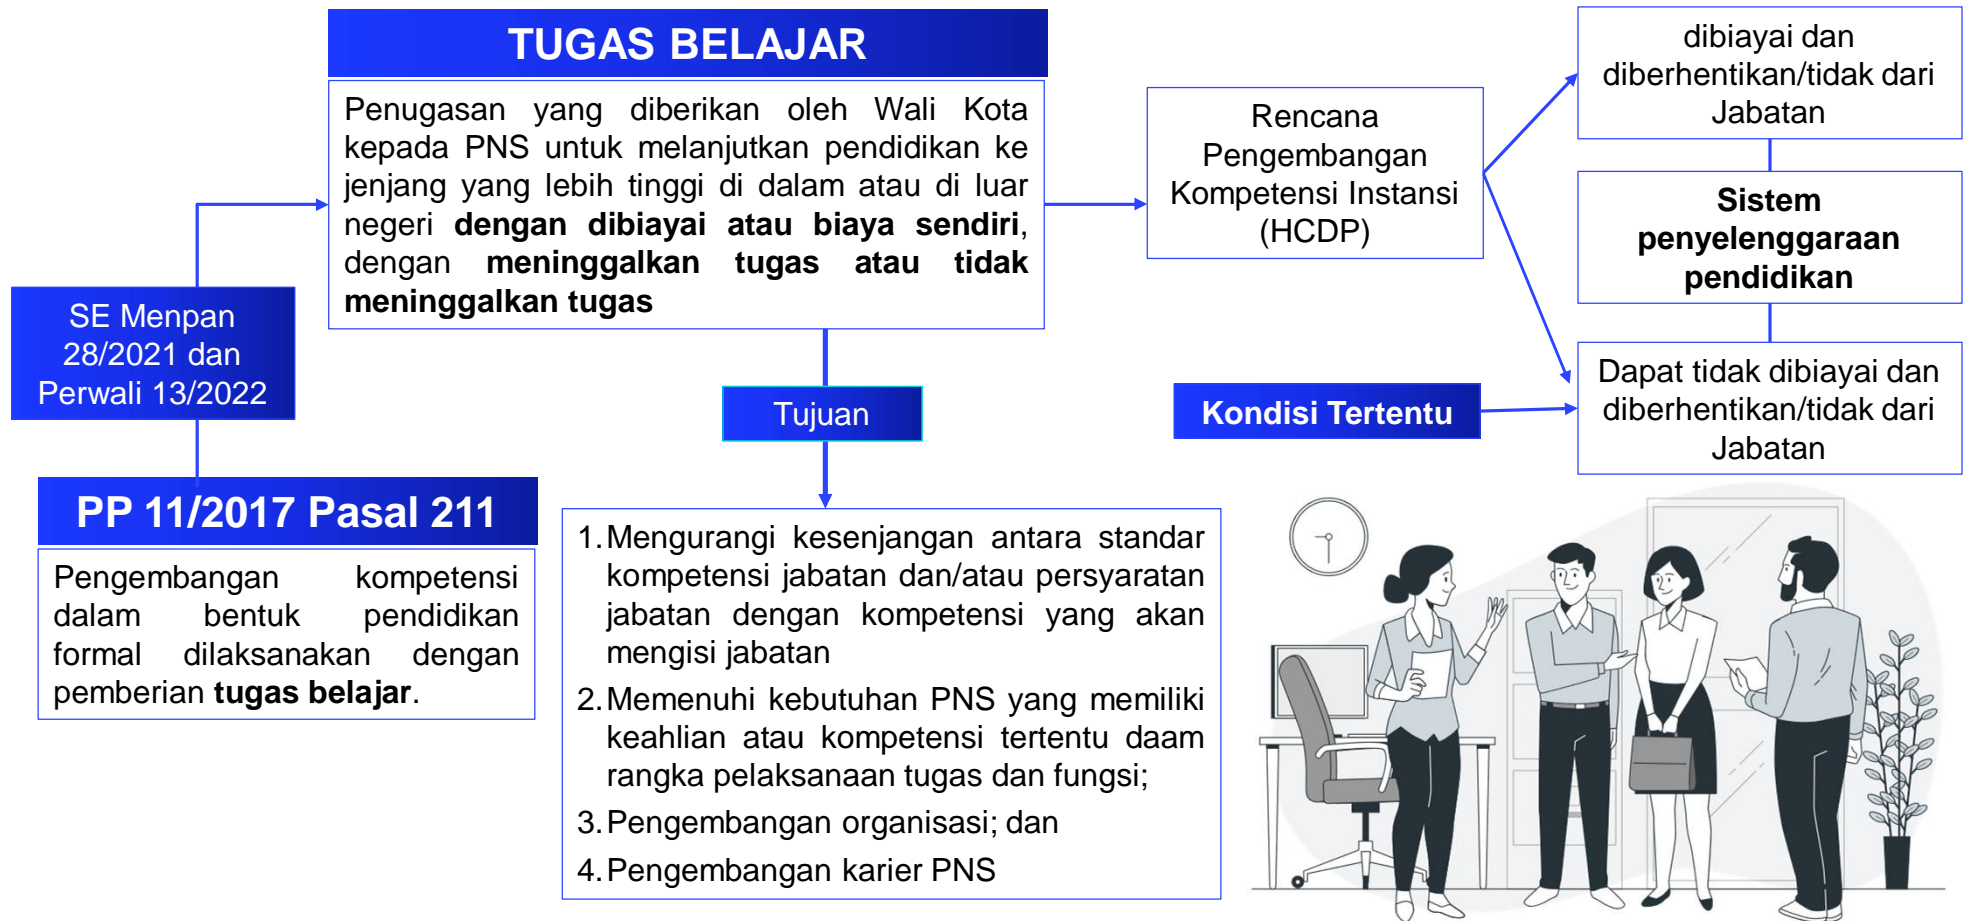 TUGAS BELAJAR
Penugasan yang diberikan oleh Wali Kota
kepada PNS untuk melanjutkan pendidikan ke
jenjang yang lebih tinggi di dalam atau di luar
negeri dengan dibiayai atau biaya sendiri,
dengan meninggalkan tugas atau tidak
meninggalkan tugas
SE Menpan
28/2021 dan
Perwali 13/2022
PP 11/2017 Pasal 211
Pengembangan kompetensi
dalam bentuk pendidikan
formal dilaksanakan dengan
pemberian tugas belajar.
Tujuan
1. Mengurangi kesenjangan antara standar
kompetensi jabatan dan/atau persyaratan
jabatan dengan kompetensi yang akan
mengisi jabatan
2. Memenuhi kebutuhan PNS yang memiliki
keahlian atau kompetensi tertentu daam
rangka pelaksanaan tugas dan fungsi;
3. Pengembangan organisasi; dan
4. Pengembangan karier PNS
Rencana
Pengembangan
Kompetensi Instansi
(HCDP)
dibiayai dan
diberhentikan/tidak dari
Jabatan
Sistem
penyelenggaraan
pendidikan
Kondisi Tertentu
Dapat tidak dibiayai dan
diberhentikan/tidak dari
Jabatan